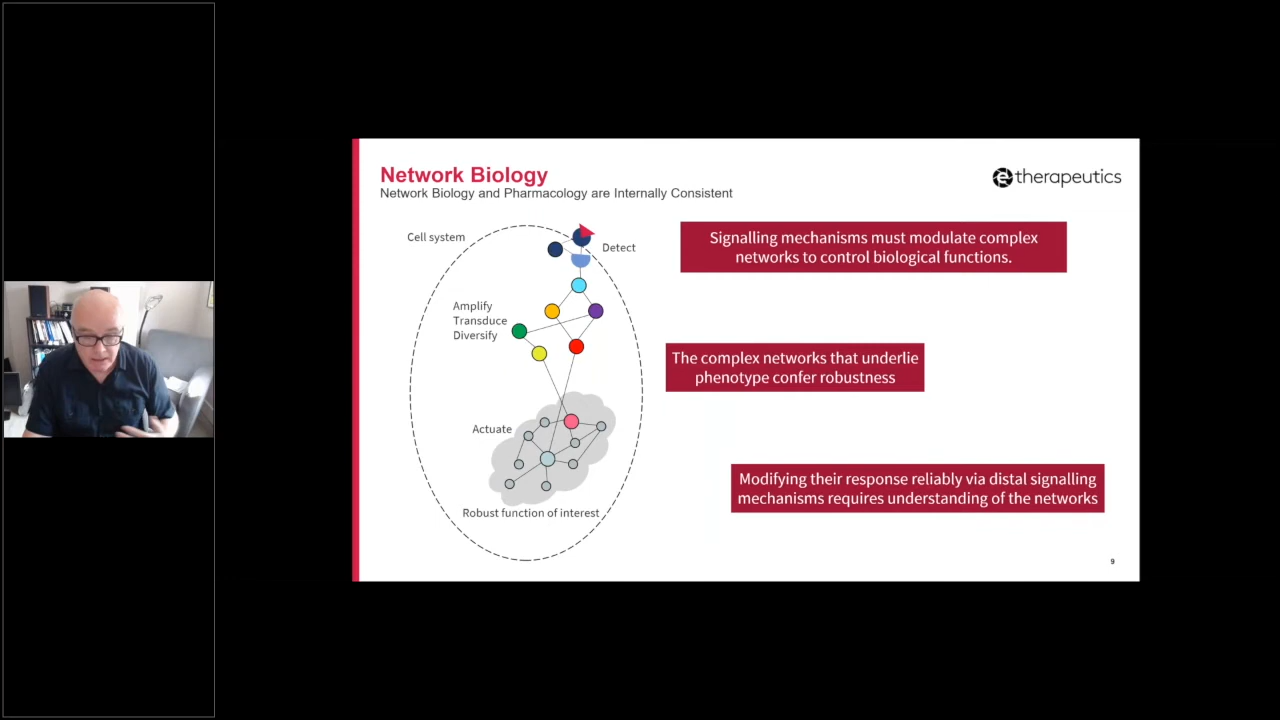 Network Biology
Network Biology and Pharmacology are Internally Consistent
e therapeutics
Cell system
Detect
Amplify
Transduce
Diversify
Actuate
Robust function of interest
Signalling mechanisms must modulate complex
networks to control biological functions.
The complex networks that underlie
phenotype confer robustness
Modifying their response reliably via distal signalling
mechanisms requires understanding of the networks
9